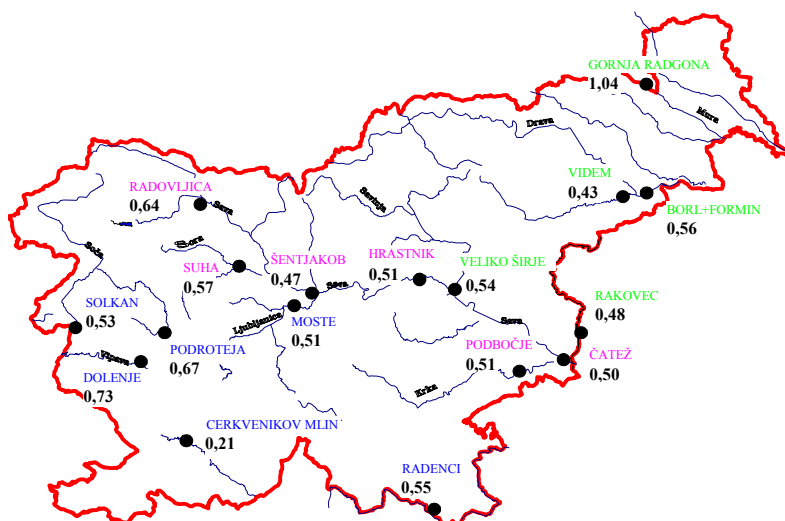 GORNJA RADGONA
1,04
Mura
Drava
VIDEM
0,43
BORL+FORMIN
0,56
RADOVLJICA
0,64
Sava
Savinja
Sora
Soča
SUHA
0,57
ŠENTJAKOB
0,47
HRASTNIK
0,51
VELIKO ŠIRJE
0,54
Sava
SOLKAN
0,53
Ljubljanica
MOSTE
0,51
Sava
RAKOVEC
0,48
PODROTEJA
0,67
Vipava
DOLENJE
0,73
PODBOČJE
0,51
ČATEŽ
0,50
Krka
CERKVENIKOV MLIN
0,21
RADENCI
0,55